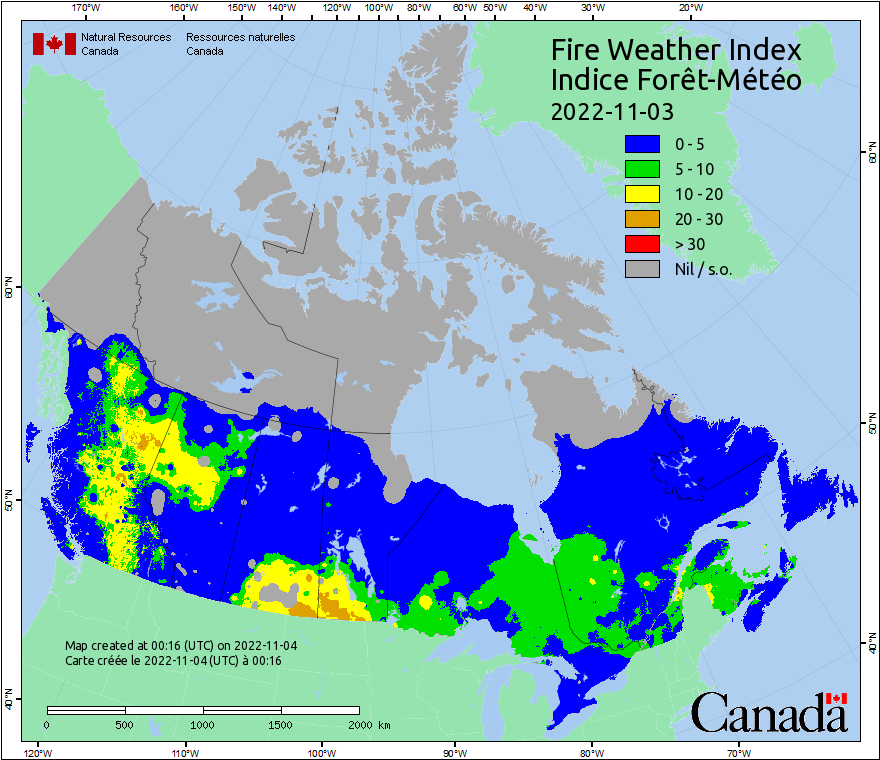 170°W 160°W 150°W 140°W 130°W 120°W 110°W 100°W 90°W 80°W 60°W 50°W 40°W 30°W 20°W
Natural Resources Ressources naturelles
Canada Canada
Fire Weather Index
Indice Forêt-Météo
2022-11-03
0 - 5
5 - 10
10 - 20
20 - 30
> 30
Nil / s.o.
60°N
60°N
50°N
50°N
40°N
40°N
Map created at 00:16 (UTC) on 2022-11-04
Carte créée le 2022-11-04 (UTC) à 00:16
0 500 1000 1500 2000 km
Canada
120°W 110°W 100°W 90°W 80°W 70°W